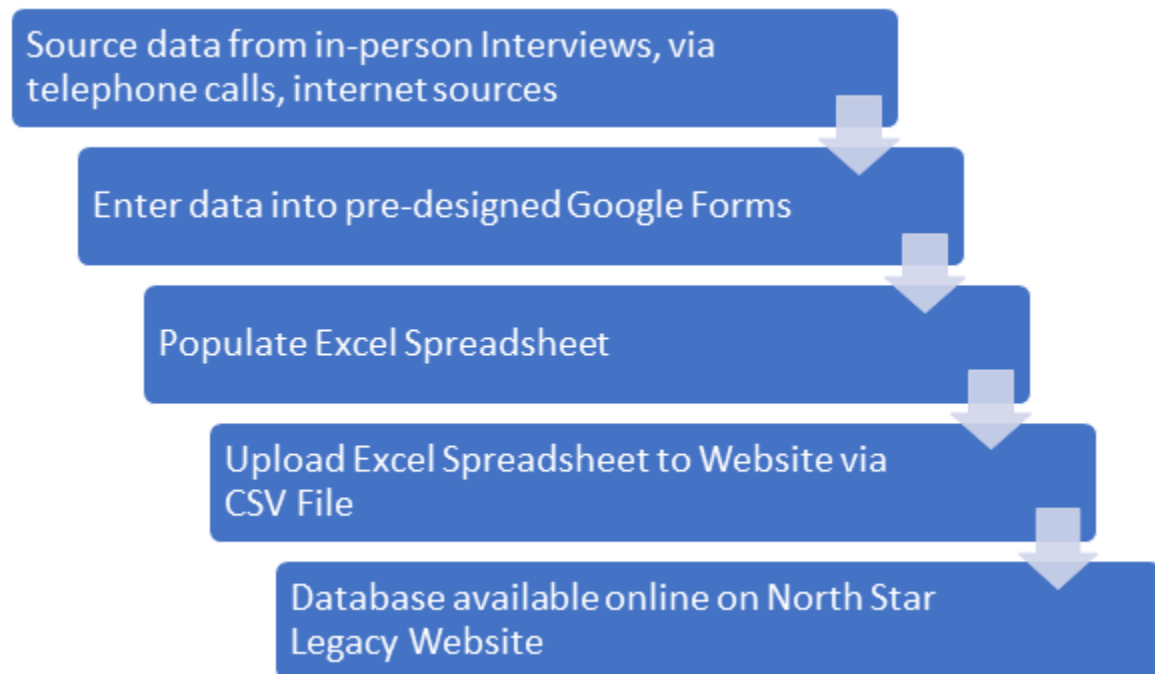 Source data from in-person Interviews, via
telephone calls, internet sources
Enter data into pre-designed Google Forms
Populate Excel Spreadsheet
Upload Excel Spreadsheet to Website via
CSV File
Database available online on North Star
Legacy Website